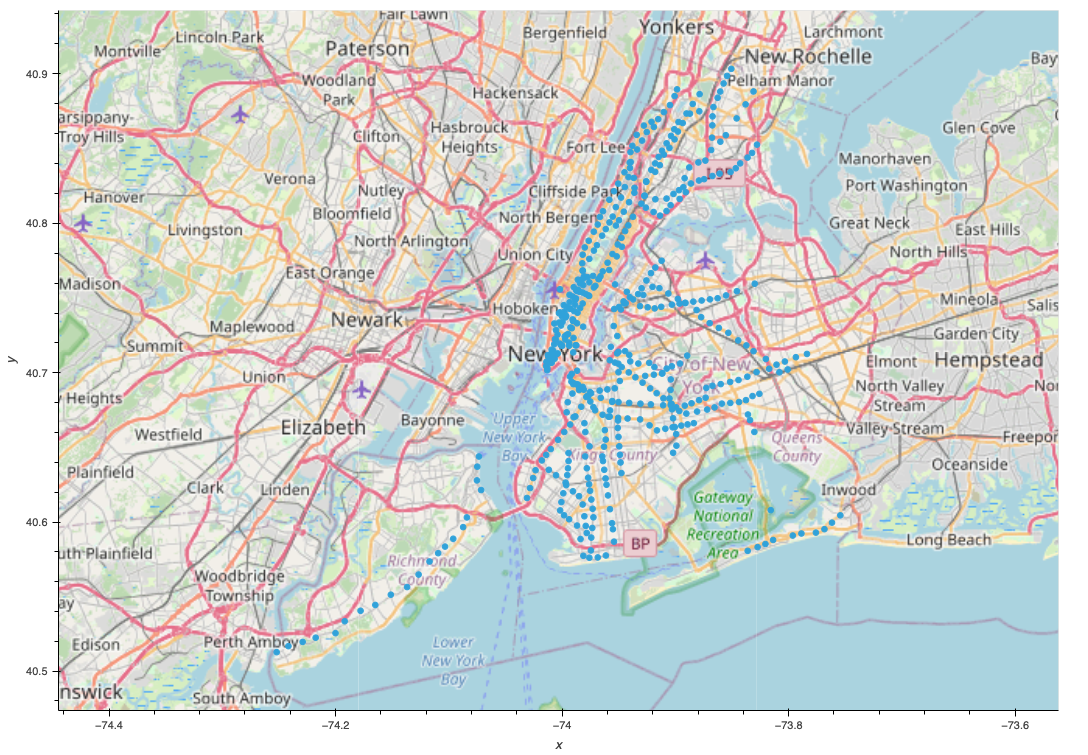 Fair Lawn
Lincoln Park
Bergenfield
Yonkers
Larchmont
Montville
Paterson
New Rochelle
Bay
40.9
Woodland
Park
Hackensack
Pelham Manor
arsippany-
Troy Hills
Clifton
Hasbrouck
Heights
Fort Lee
Glen Cove
Manorhaven
I 95
Verona
Nutley
Cliffside Park
Port Washington
Hanover
Bloomfield
North Bergen
Great Neck
East Hills
40.8
Livingston
North Arlington
Union City
North Hills
Madison
East Orange
Mineola
Salis
Hoboken
Newark
Maplewood
Garden City
Summit
New York
City of New
York
Elmont
Hempstead
40.7
y
Union
North Valley
Stream
Nor
Heights
Bayonne
Upper
New York
Bay
Elizabeth
Valley Stream
Westfield
Kings County
Queens
County
Freepor
Plainfield
Oceanside
Clark
Linden
Gateway
National
Recreation
Area
Inwood
40.6
BP
Long Beach
uth Plainfield
Richmond
County
Woodbridge
Township
ay
Edison
Perth Amboy
Lower
New York
Bay
40.5
nswick
South Amboy
−74.4
−74.2
−74
−73.8
−73.6
x